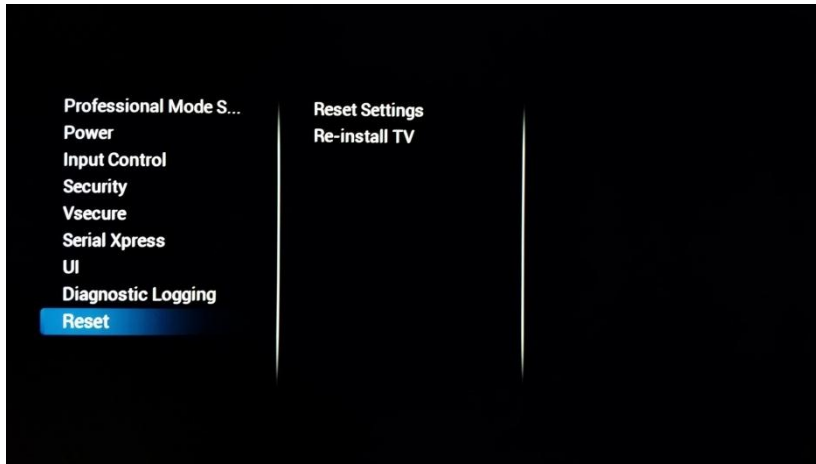 Professional Mode S...
Power
Input Control
Security
Vsecure
Serial Xpress
UI
Diagnostic Logging
Reset
Reset Settings
Re-install TV